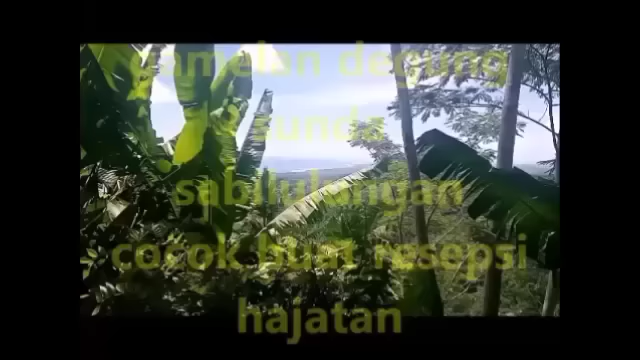 gamelan degung
sunda
sabilulungan
cocok buat resepsi
hajatan